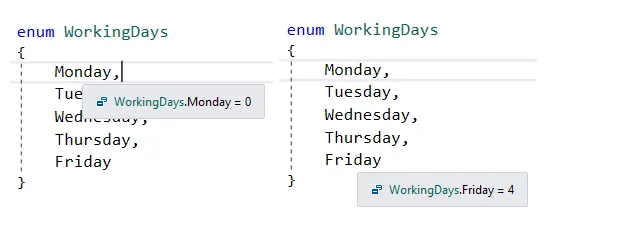 enum WorkingDays
{
Monday,
WorkingDays.Monday = 0
Tue
Wednesday,
Thursday,
Friday
}
enum WorkingDays
{
Monday,
Tuesday,
Wednesday,
Thursday,
Friday
}
WorkingDays.Friday = 4